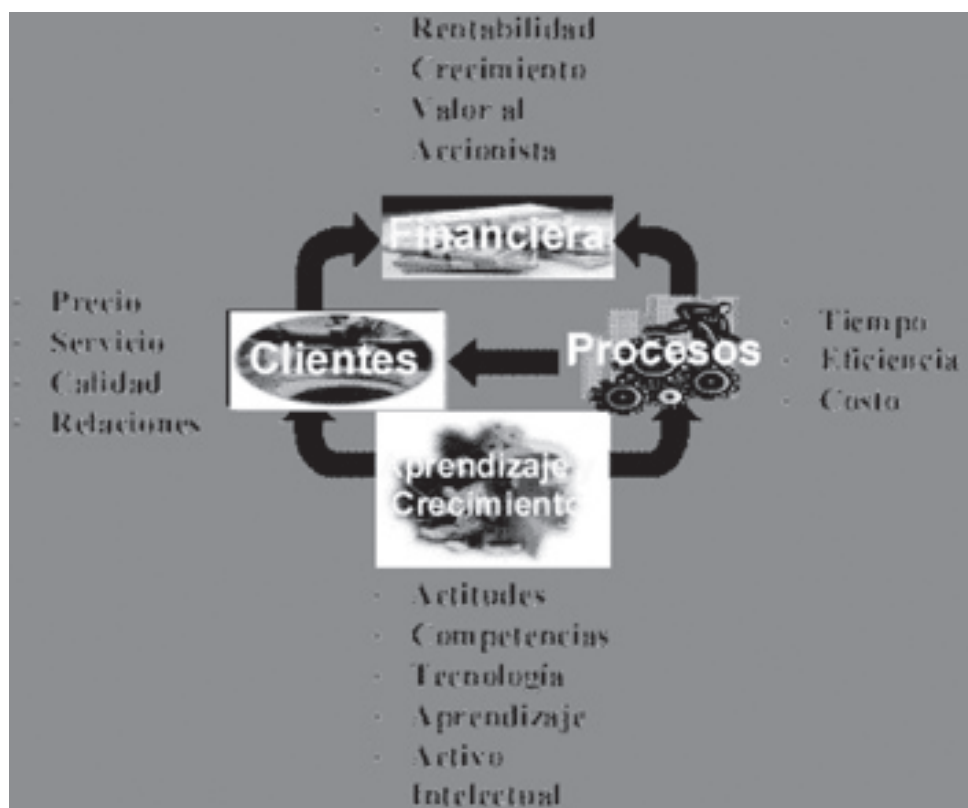 - Rentabilidad
- Crecimiento
- Valor al
Accionista
Financiera
- Precio
- Servicio
- Calidad
- Relaciones
Clientes
Procesos
- Tiempo
- Eficiencia
- Costo
Aprendizaje y
Crecimiento
- Actitudes
- Competencias
- Tecnología
- Aprendizaje
- Activo
Intelectual